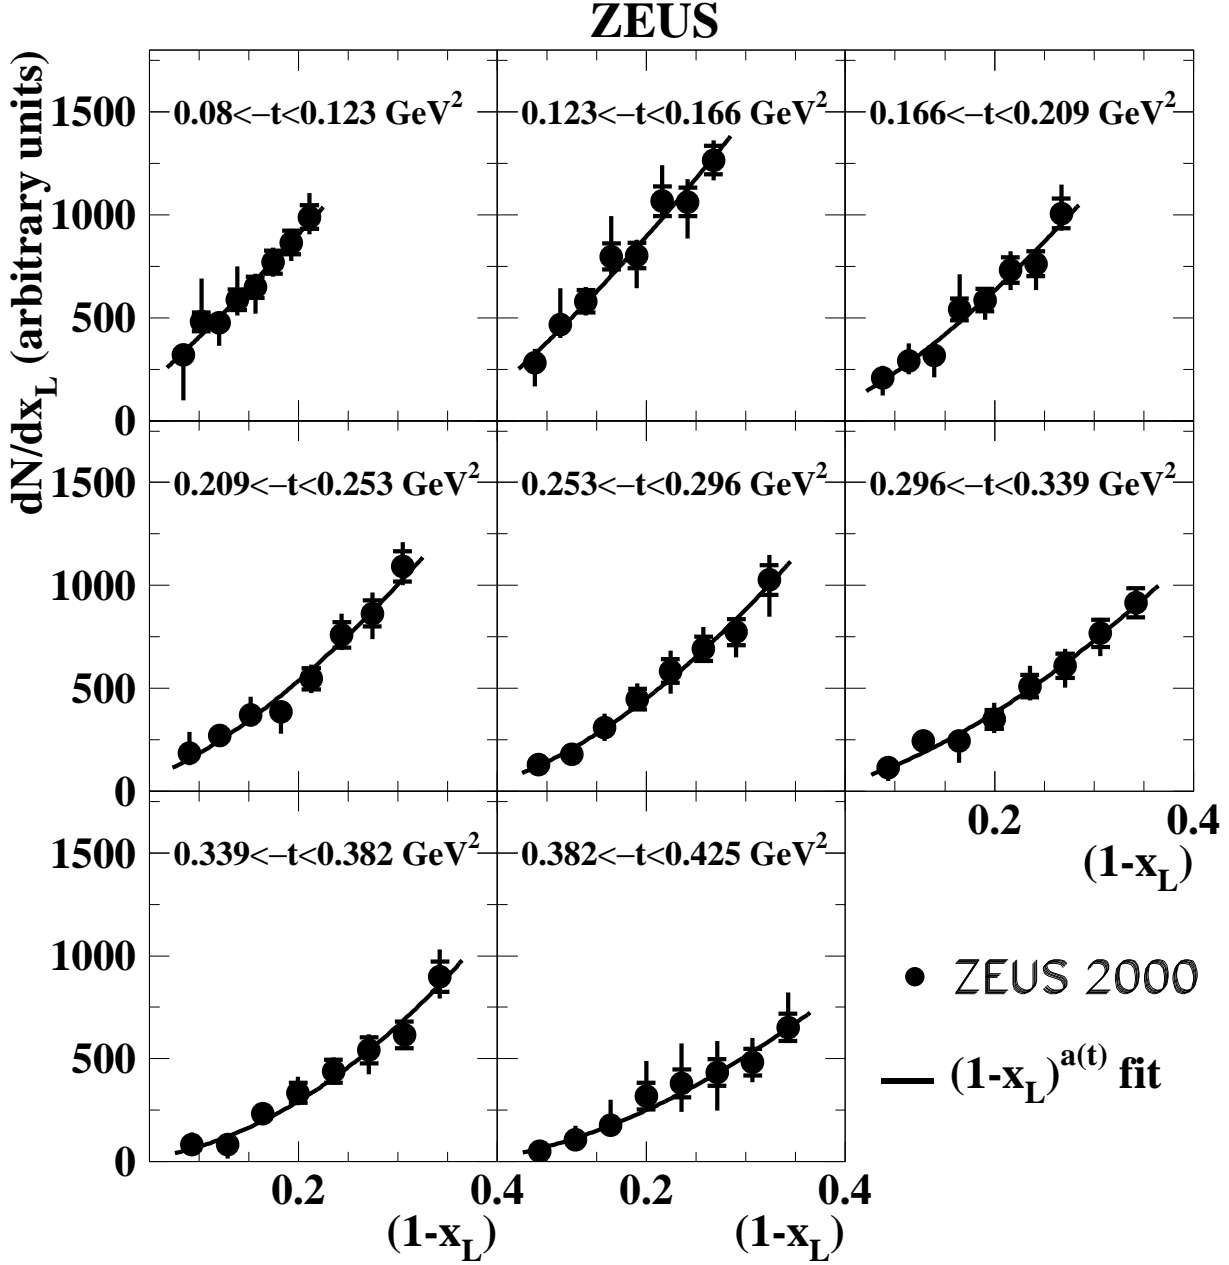 ZEUS
dN/dx_L (arbitrary units)
0.08<−t<0.123 GeV²
0.123<−t<0.166 GeV²
0.166<−t<0.209 GeV²
1500
1000
500
0
0.209<−t<0.253 GeV²
0.253<−t<0.296 GeV²
0.296<−t<0.339 GeV²
1500
1000
500
0
0.2 0.4
(1-x_L)
0.339<−t<0.382 GeV²
0.382<−t<0.425 GeV²
1500
1000
500
0
ZEUS 2000
(1-x_L)^a(t) fit
0.2 0.4 0.2 0.4
(1-x_L) (1-x_L)